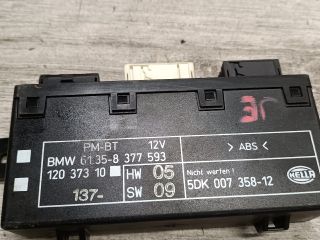 PM-BT 12V
BMW 61.35-8 377 593
> ABS <
120 373 10 HW 05
Nicht werfen !
137- SW 09
5DK 007 358-12
HELLA